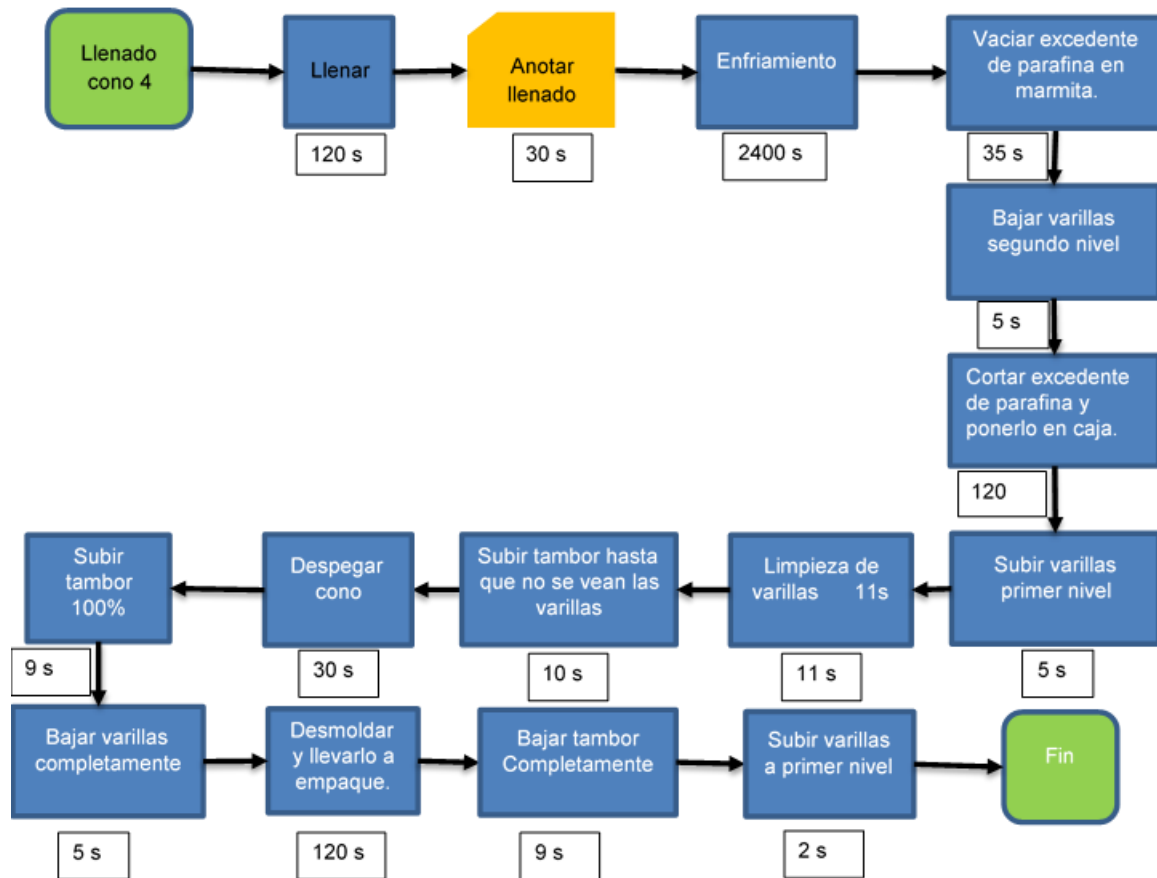 Llenado
cono 4
Llenar
120 s
Anotar
llenado
30 s
Enfriamiento
2400 s
Vaciar excedente
de parafina en
marmita.
35 s
Bajar varillas
segundo nivel
5 s
Cortar excedente
de parafina y
ponerlo en caja.
120
Subir varillas
primer nivel
5 s
Limpieza de
varillas 11s
11 s
Subir tambor hasta
que no se vean las
varillas
10 s
Despegar
cono
30 s
Subir
tambor
100%
9 s
Bajar varillas
completamente
5 s
Desmoldar
y llevarlo a
empaque.
120 s
Bajar tambor
Completamente
9 s
Subir varillas
a primer nivel
2 s
Fin